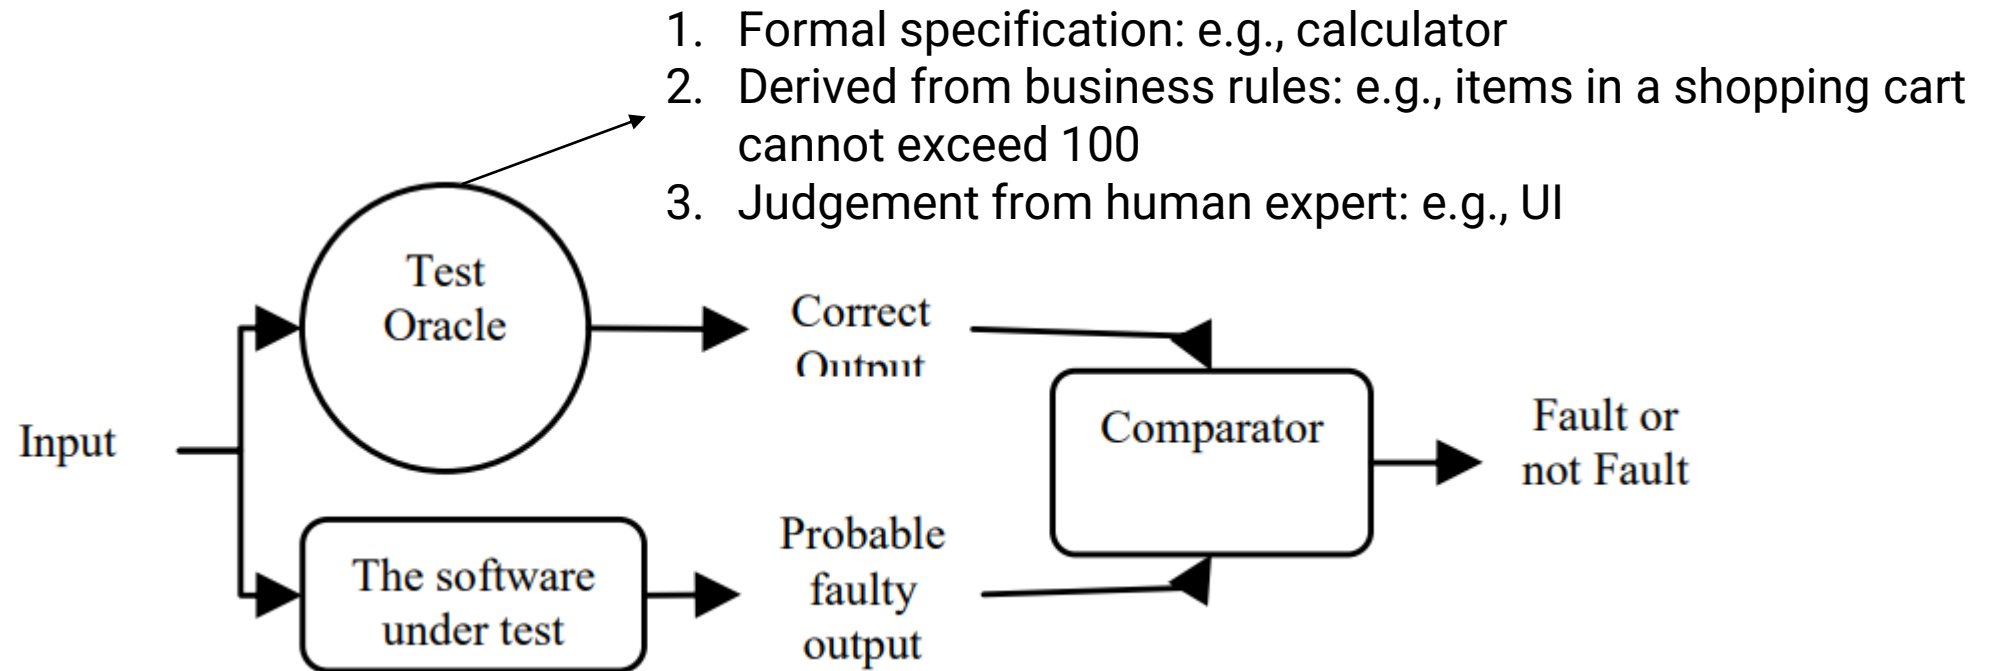 1. Formal specification: e.g., calculator
2. Derived from business rules: e.g., items in a shopping cart
cannot exceed 100
3. Judgement from human expert: e.g., UI
Test
Oracle
Correct
Output
Input
Comparator
Fault or
not Fault
The software
under test
Probable
faulty
output